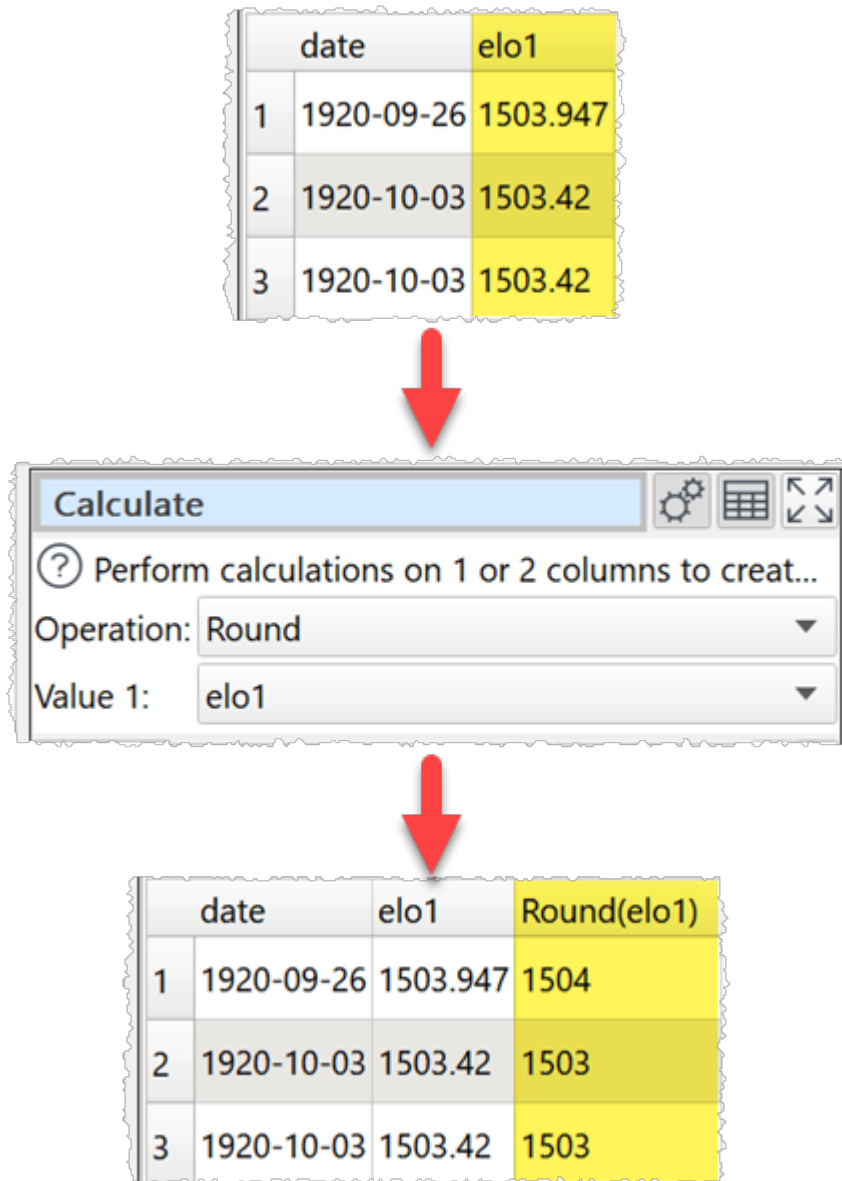 date elo1
1 1920-09-26 1503.947
2 1920-10-03 1503.42
3 1920-10-03 1503.42
Calculate
? Perform calculations on 1 or 2 columns to creat...
Operation: Round
Value 1: elo1
date elo1 Round(elo1)
1 1920-09-26 1503.947 1504
2 1920-10-03 1503.42 1503
3 1920-10-03 1503.42 1503